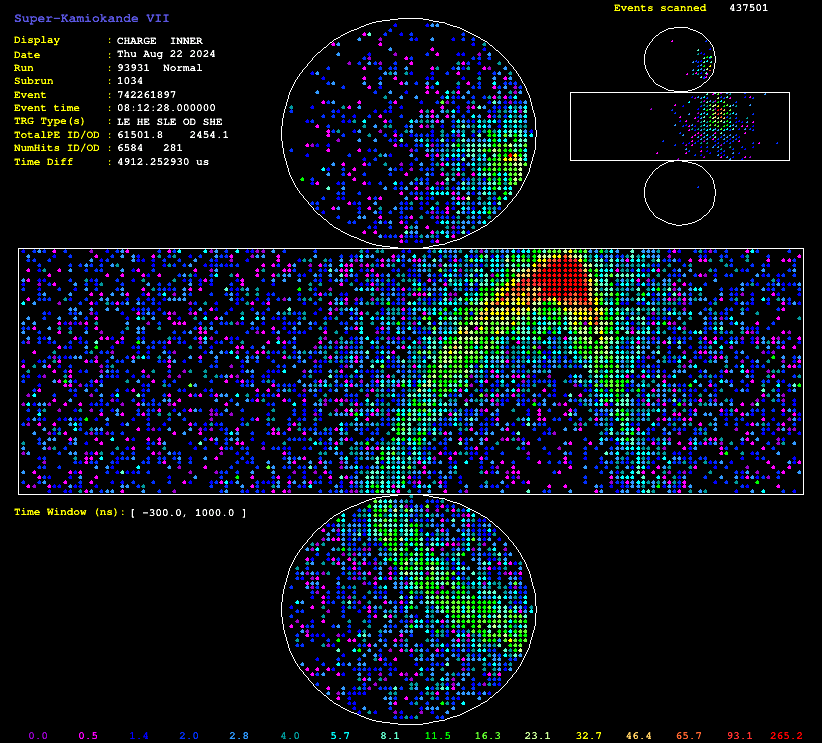 Super-Kamiokande VII
Events scanned 437501
Display : CHARGE INNER
Date : Thu Aug 22 2024
Run : 93931 Normal
Subrun : 1034
Event : 742261897
Event time : 08:12:28.000000
TRG Type(s) : LE HE SLE OD SHE
TotalPE ID/OD : 61501.8 2454.1
NumHits ID/OD : 6584 281
Time Diff : 4912.252930 us
Time Window (ns): [ -300.0, 1000.0 ]
0.0 0.5 1.4 2.0 2.8 4.0 5.7 8.1 11.5 16.3 23.1 32.7 46.4 65.7 93.1 265.2